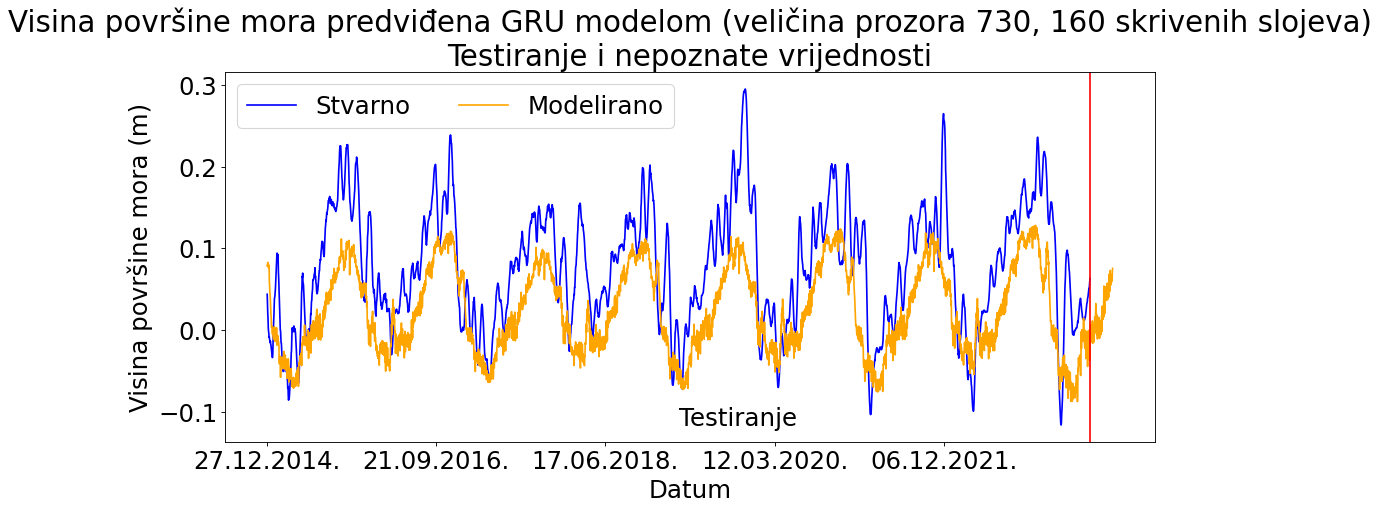 Visina površine mora predviđena GRU modelom (veličina prozora 730, 160 skrivenih slojeva)
Testiranje i nepoznate vrijednosti
Stvarno
Modelirano
Visina površine mora (m)
0.3
0.2
0.1
0.0
−0.1
Testiranje
27.12.2014.
21.09.2016.
17.06.2018.
12.03.2020.
06.12.2021.
Datum